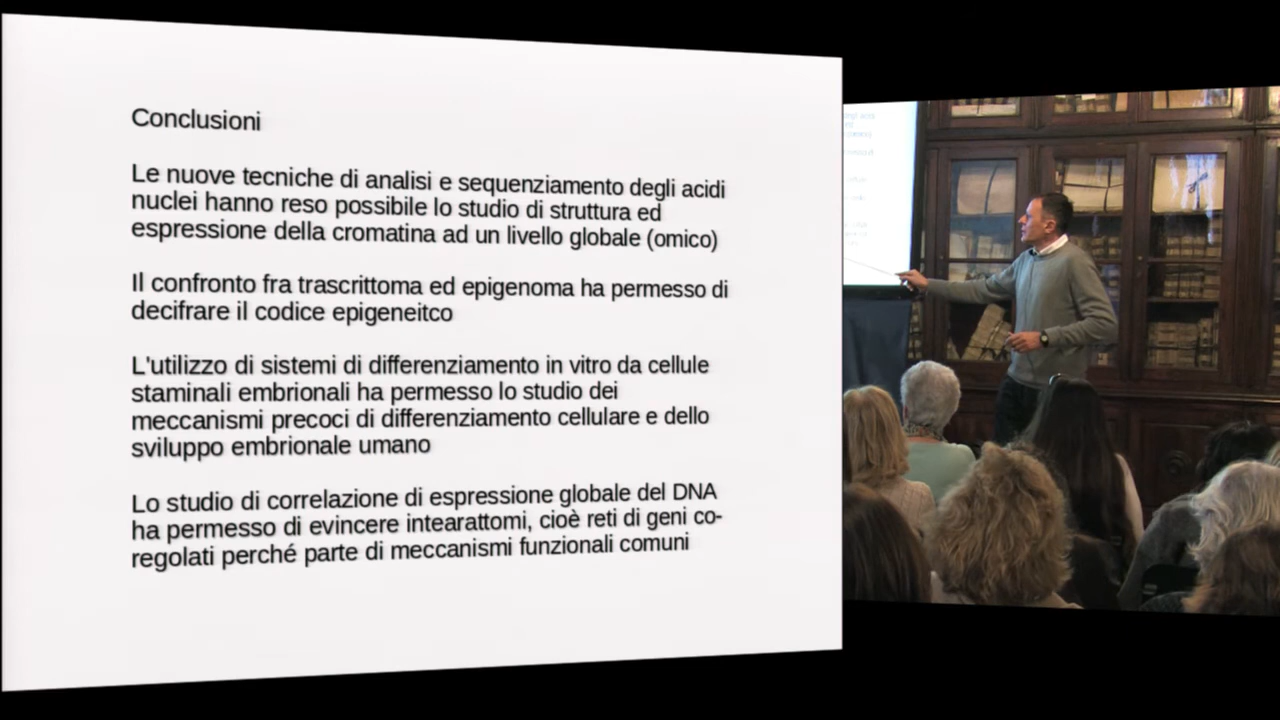 Conclusioni
Le nuove tecniche di analisi e sequenziamento degli acidi
nuclei hanno reso possibile lo studio di struttura ed
espressione della cromatina ad un livello globale (omico)
Il confronto fra trascrittoma ed epigenoma ha permesso di
decifrare il codice epigeneitco
L'utilizzo di sistemi di differenziamento in vitro da cellule
staminali embrionali ha permesso lo studio dei
meccanismi precoci di differenziamento cellulare e dello
sviluppo embrionale umano
Lo studio di correlazione di espressione globale del DNA
ha permesso di evincere intearattomi, cioè reti di geni co-
regolati perché parte di meccanismi funzionali comuni